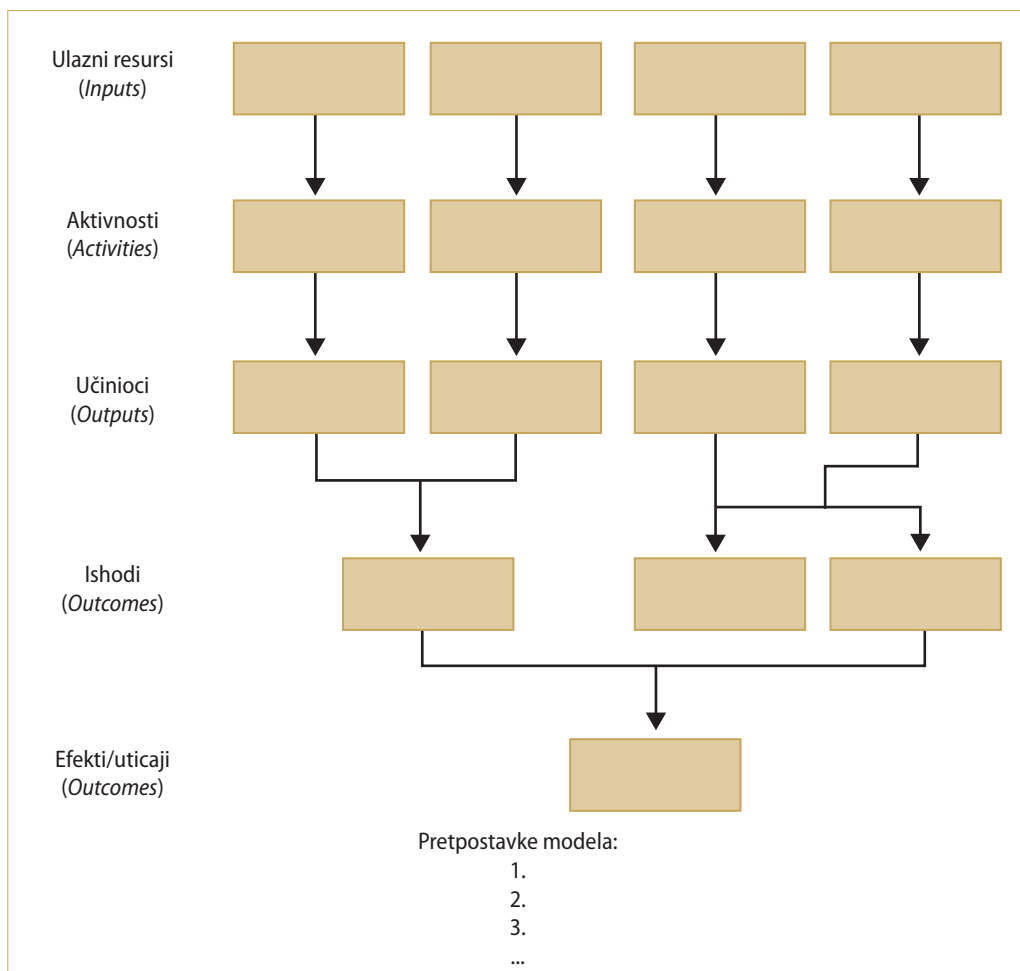 Ulazni resursi
(Inputs)
Aktivnosti
(Activities)
Učinioci
(Outputs)
Ishodi
(Outcomes)
Efekti/uticaji
(Outcomes)
Pretpostavke modela:
1.
2.
3.
...